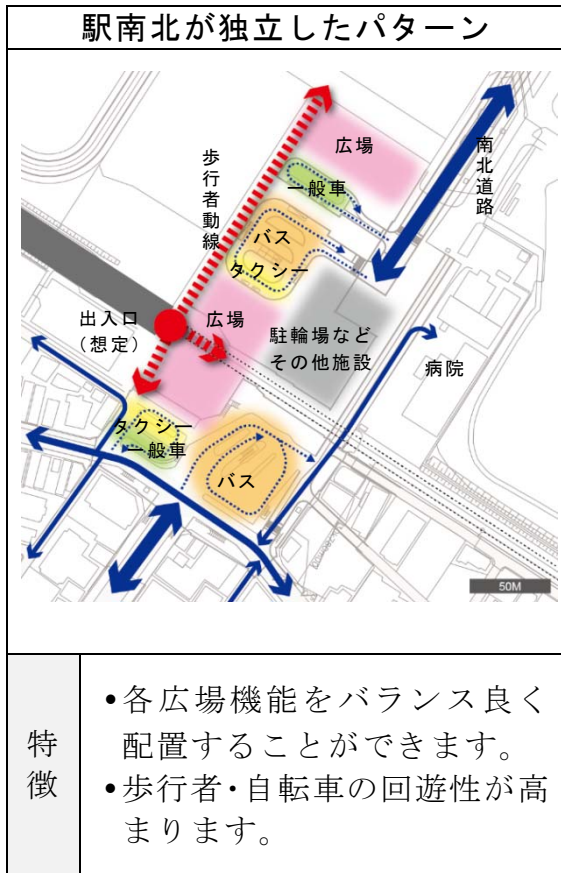 駅南北が独立したパターン
広場
南北道路
歩行者動線
一般車
バス
タクシー
出入口
(想定)
広場
駐輪場など
その他施設
病院
タクシー
一般車
バス
50M
特徴
•各広場機能をバランス良く
配置することができます。
•歩行者・自転車の回遊性が高
まります。